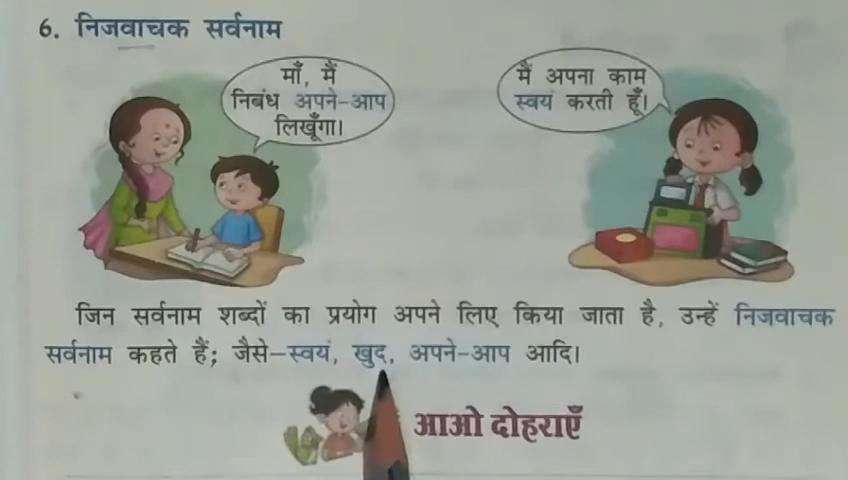 6. निजवाचक सर्वनाम
माँ, मैं
निबंध अपने-आप
लिखूँगा।
मैं अपना काम
स्वयं करती हूँ।
जिन सर्वनाम शब्दों का प्रयोग अपने लिए किया जाता है, उन्हें निजवाचक
सर्वनाम कहते हैं; जैसे-स्वयं, खुद, अपने-आप आदि।
आओ दोहराएँ